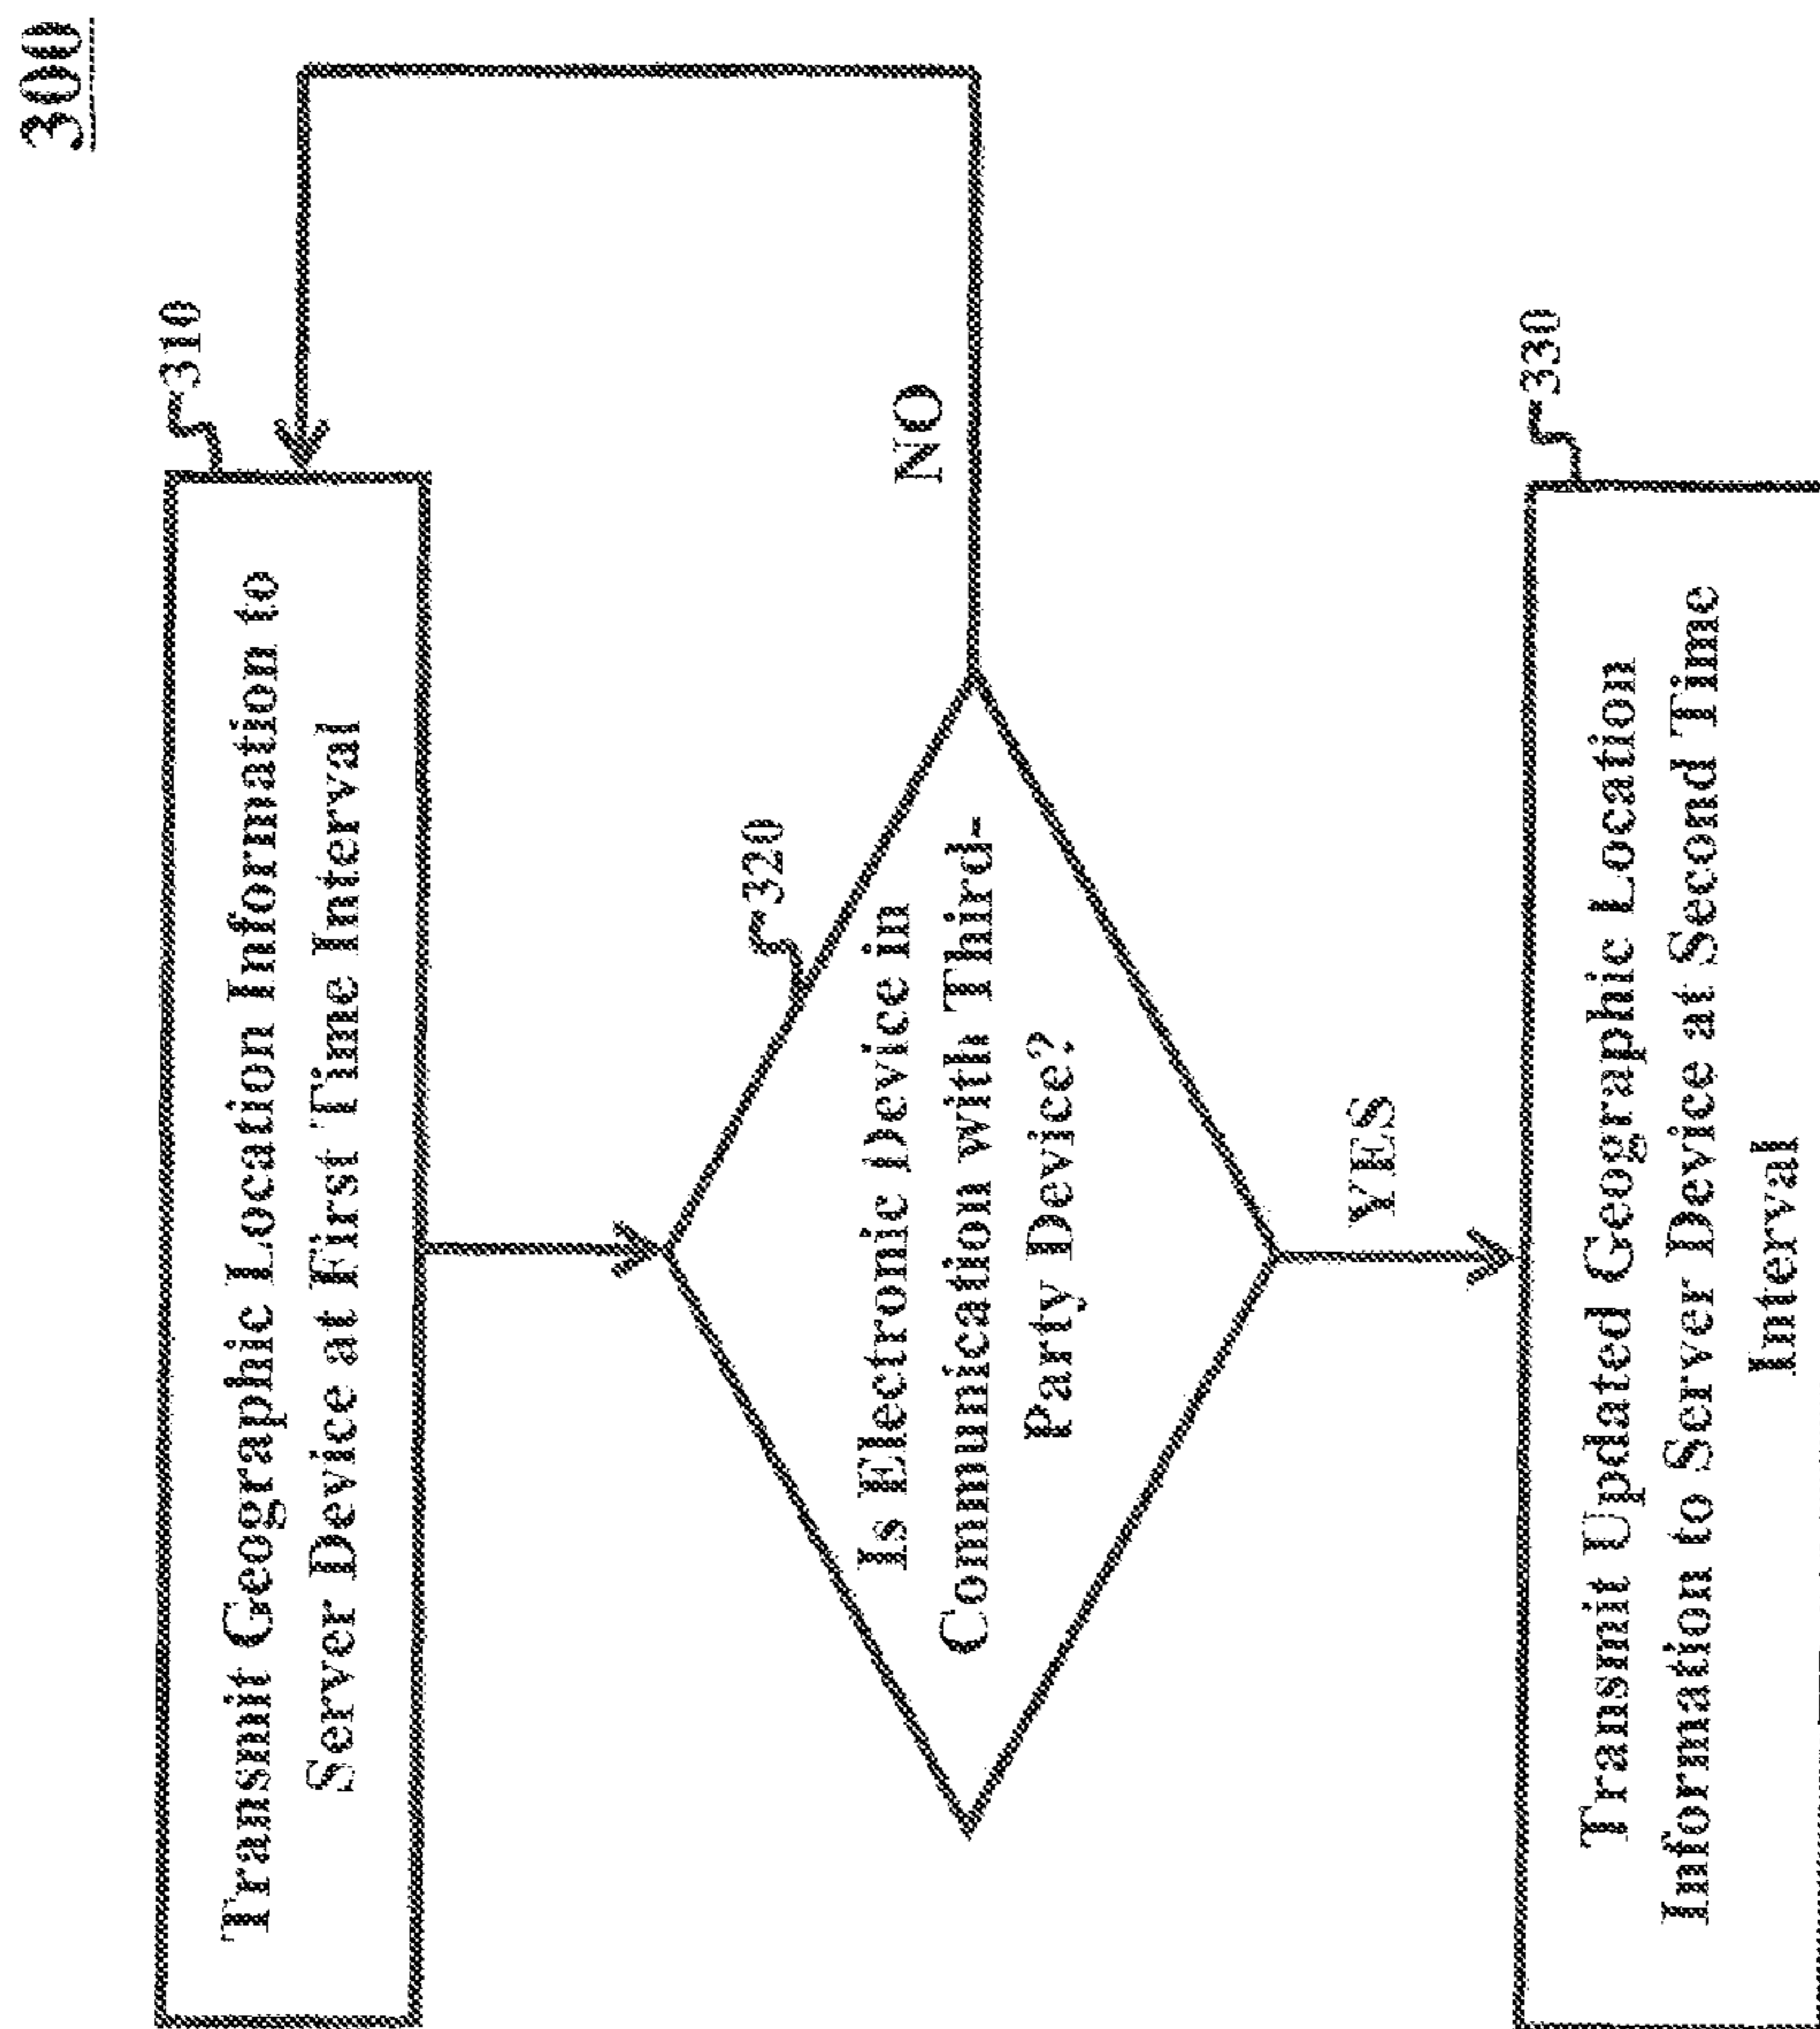 300
310
Transmit Geographic Location Information to
Server Device at First Time Interval
320
Is Electronic Device in
Communication with Third-
Party Device?
NO
YES
330
Transmit Updated Geographic Location
Information to Server Device at Second Time
Interval